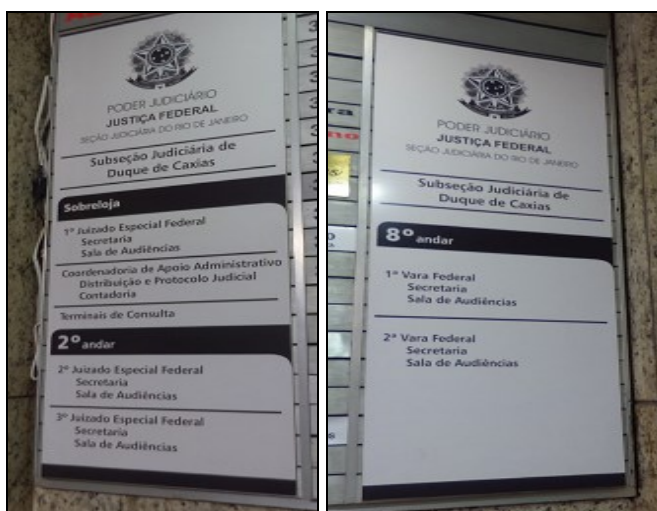 PODER JUDICIÁRIO
JUSTIÇA FEDERAL
SEÇÃO JUDICIÁRIA DO RIO DE JANEIRO
Subseção Judiciária de
Duque de Caxias
Sobreloja
1º Juizado Especial Federal
Secretaria
Sala de Audiências
Coordenadoria de Apoio Administrativo
Distribuição e Protocolo Judicial
Contadoria
Terminais de Consulta
2º andar
2º Juizado Especial Federal
Secretaria
Sala de Audiências
3º Juizado Especial Federal
Secretaria
Sala de Audiências
PODER JUDICIÁRIO
JUSTIÇA FEDERAL
SEÇÃO JUDICIÁRIA DO RIO DE JANEIRO
Subseção Judiciária de
Duque de Caxias
8º andar
1ª Vara Federal
Secretaria
Sala de Audiências
2ª Vara Federal
Secretaria
Sala de Audiências